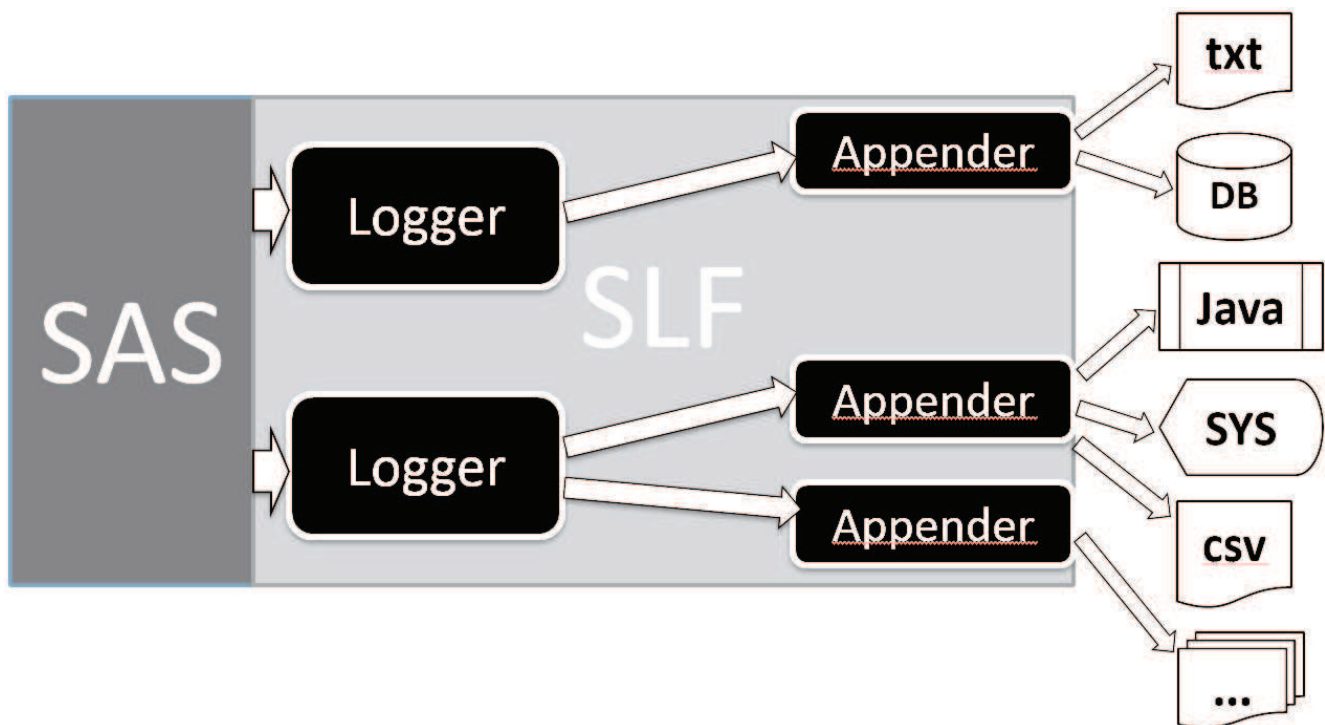 SAS
SLF
Logger
Logger
Appender
Appender
Appender
txt
DB
Java
SYS
csv
...